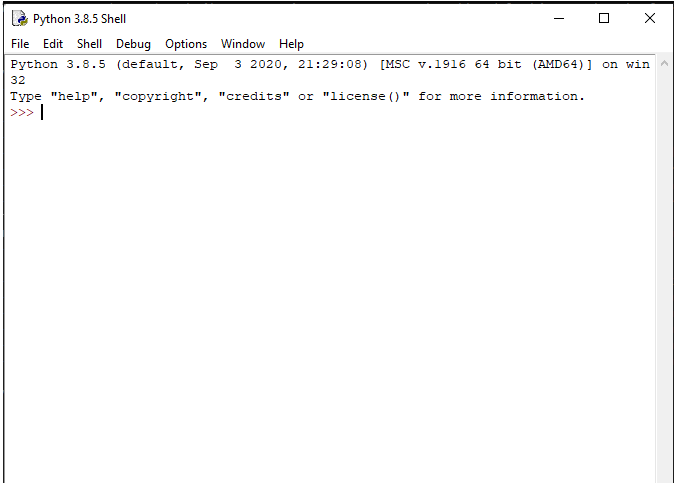 Python 3.8.5 Shell
File Edit Shell Debug Options Window Help
Python 3.8.5 (default, Sep  3 2020, 21:29:08) [MSC v.1916 64 bit (AMD64)] on win
32
Type "help", "copyright", "credits" or "license()" for more information.
>>>